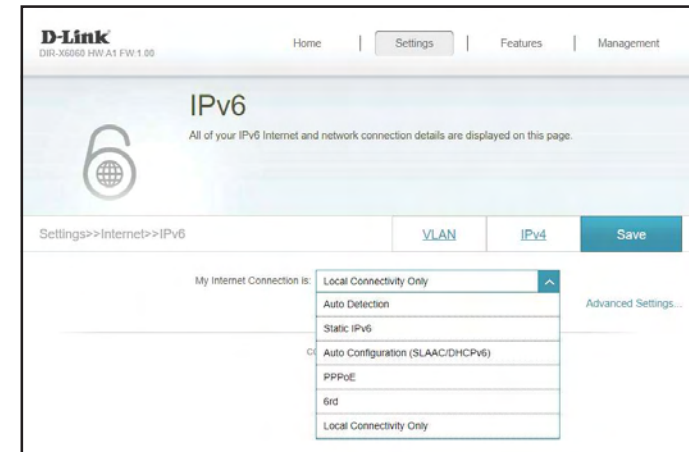 D-Link
DIR-X6060 HW:A1 FW:1.00
Home | Settings | Features | Management
IPv6
All of your IPv6 Internet and network connection details are displayed on this page.
Settings>>Internet>>IPv6
VLAN
IPv4
Save
My Internet Connection is: Local Connectivity Only
Auto Detection
Advanced Settings...
Static IPv6
Auto Configuration (SLAAC/DHCPv6)
PPPoE
6rd
Local Connectivity Only